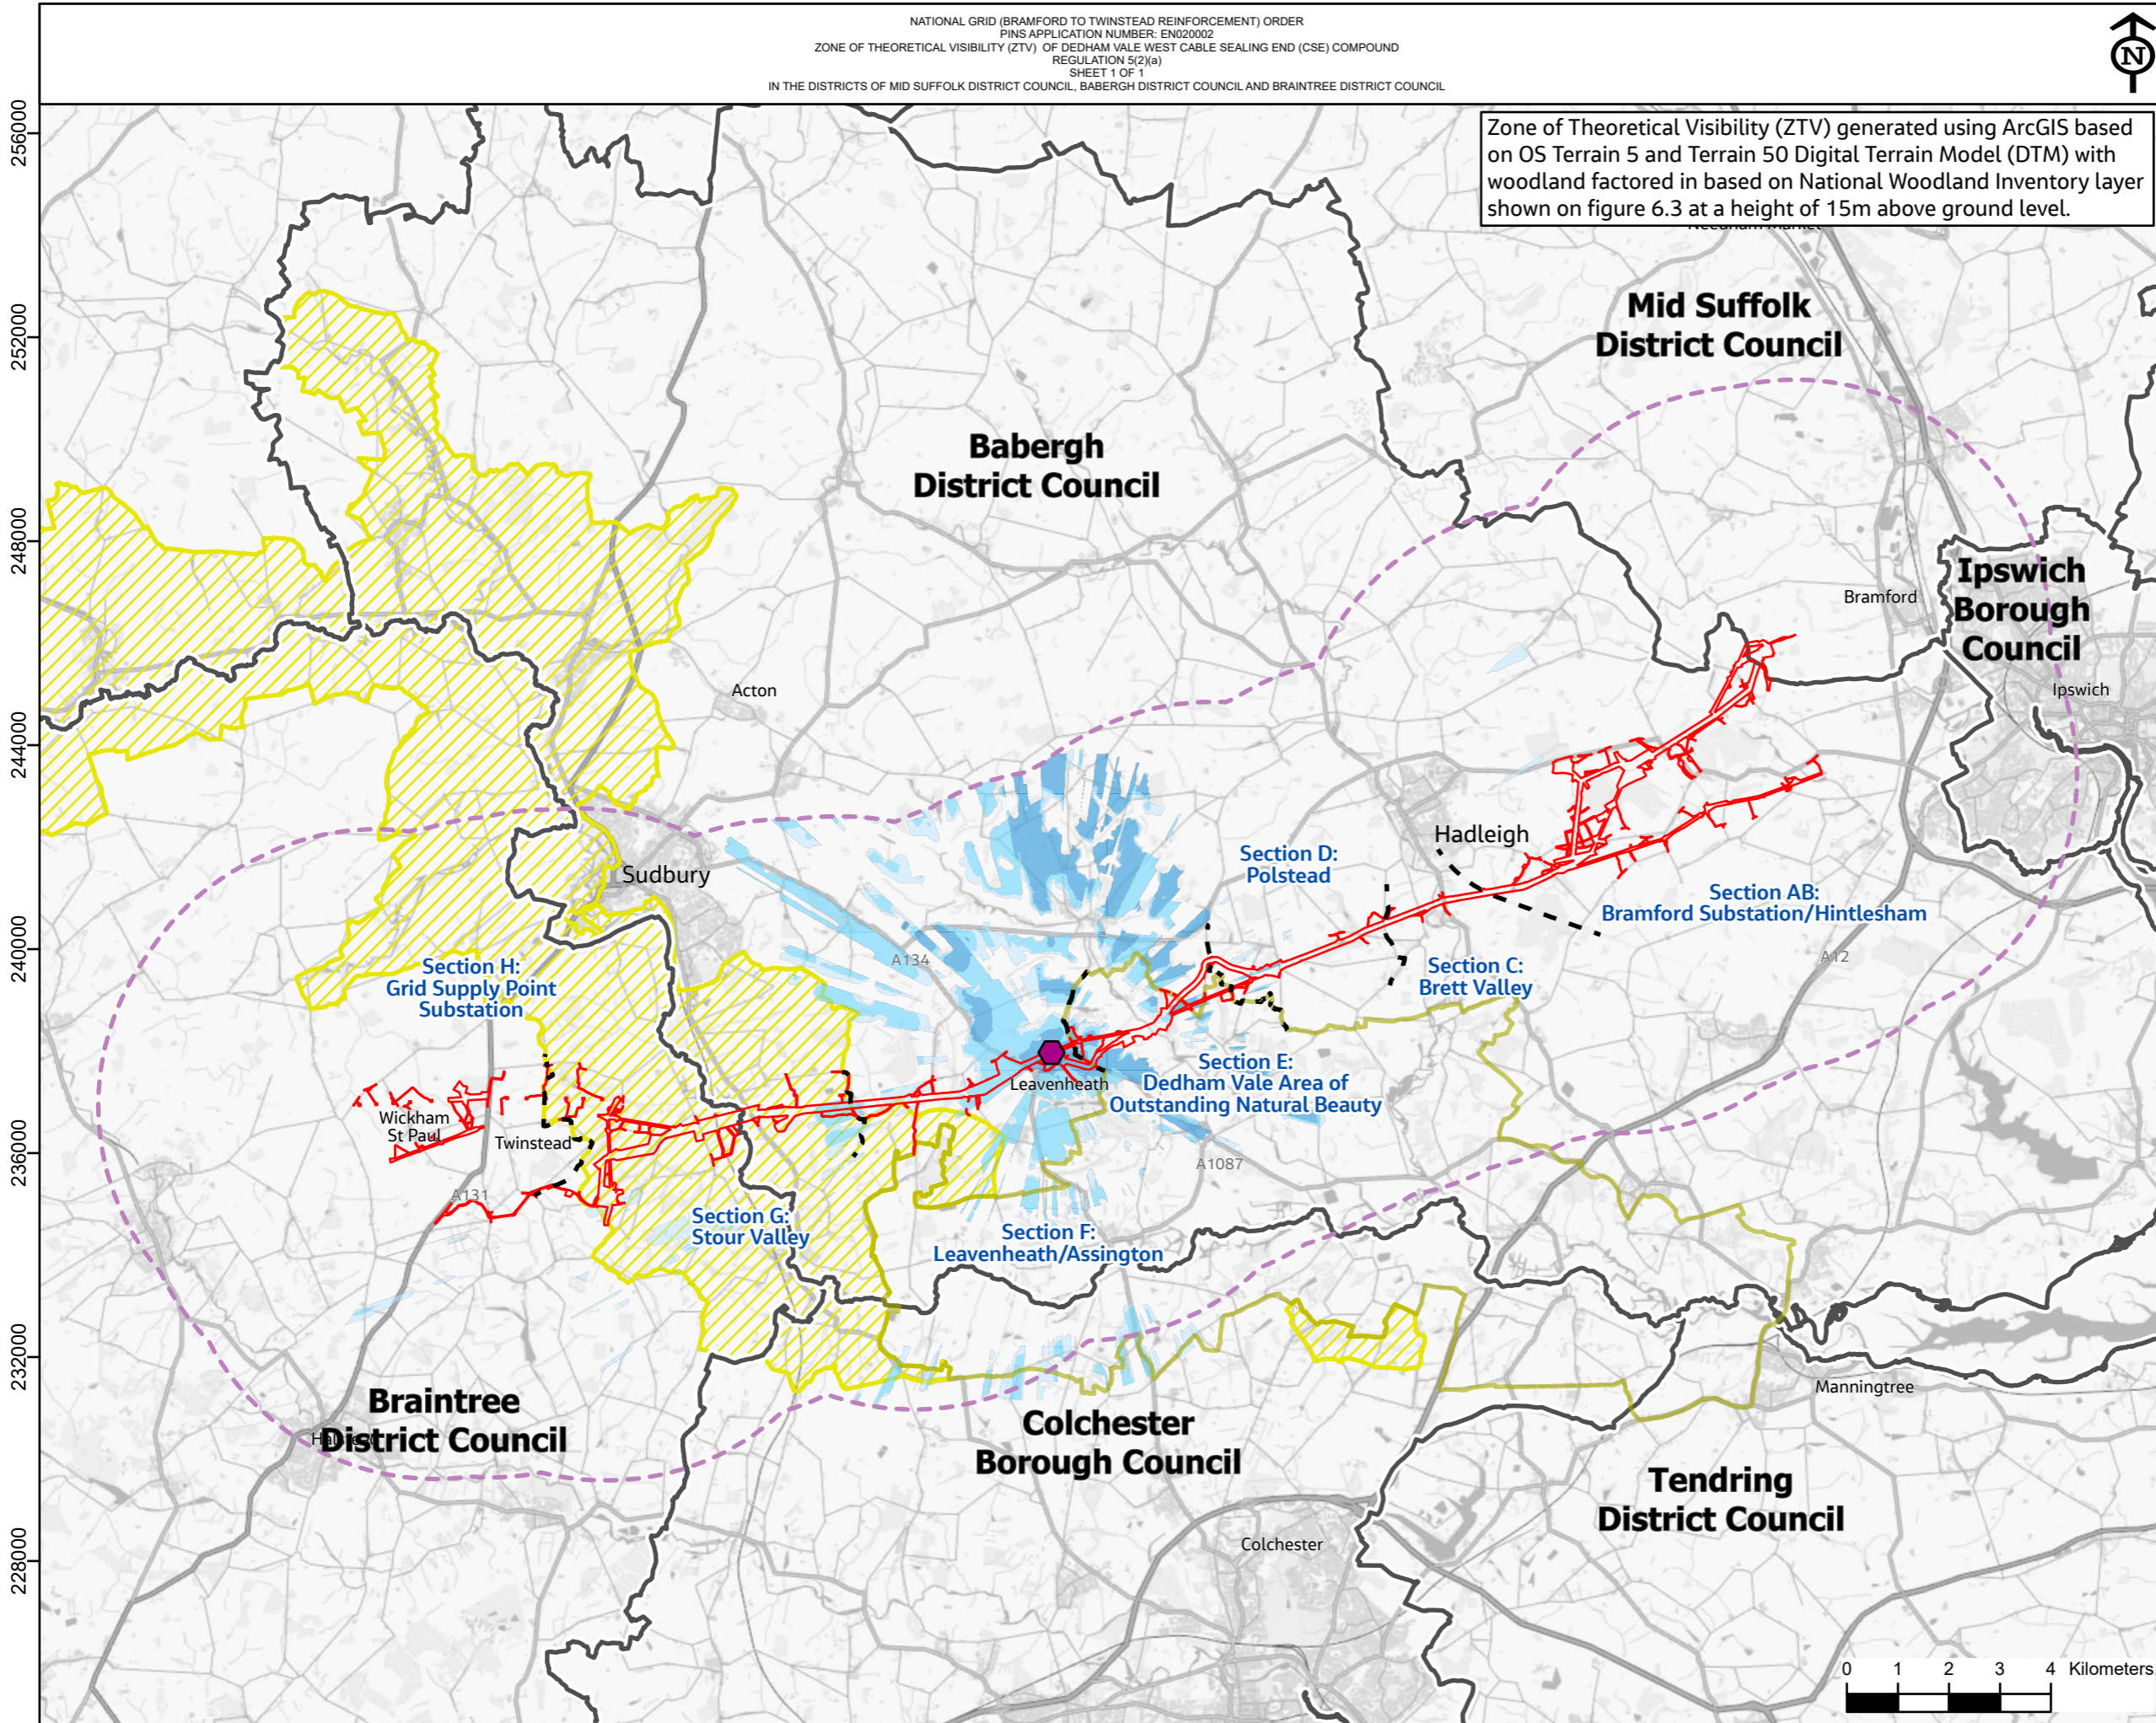 NATIONAL GRID (BRAMFORD TO TWINSTEAD REINFORCEMENT) ORDER
PINS APPLICATION NUMBER: EN020002
ZONE OF THEORETICAL VISIBILITY (ZTV) OF DEDHAM VALE WEST CABLE SEALING END (CSE) COMPOUND
REGULATION 5(2)(a)
SHEET 1 OF 1
IN THE DISTRICTS OF MID SUFFOLK DISTRICT COUNCIL, BABERGH DISTRICT COUNCIL AND BRAINTREE DISTRICT COUNCIL
N
Zone of Theoretical Visibility (ZTV) generated using ArcGIS based
on OS Terrain 5 and Terrain 50 Digital Terrain Model (DTM) with
woodland factored in based on National Woodland Inventory layer
shown on figure 6.3 at a height of 15m above ground level.
Needham Market
256000
252000
248000
244000
240000
236000
232000
228000
Mid Suffolk
District Council
Babergh
District Council
Ipswich
Borough
Council
Bramford
Ipswich
Acton
Hadleigh
Sudbury
Section D:
Polstead
Section AB:
Bramford Substation/Hintlesham
A134
A12
Section C:
Brett Valley
Section H:
Grid Supply Point
Substation
Section E:
Dedham Vale Area of
Outstanding Natural Beauty
Leavenheath
Wickham
St Paul
Twinstead
A1087
A131
Section G:
Stour Valley
Section F:
Leavenheath/Assington
Manningtree
Braintree
District Council
Colchester
Borough Council
Tendring
District Council
Colchester
0 1 2 3 4 Kilometers